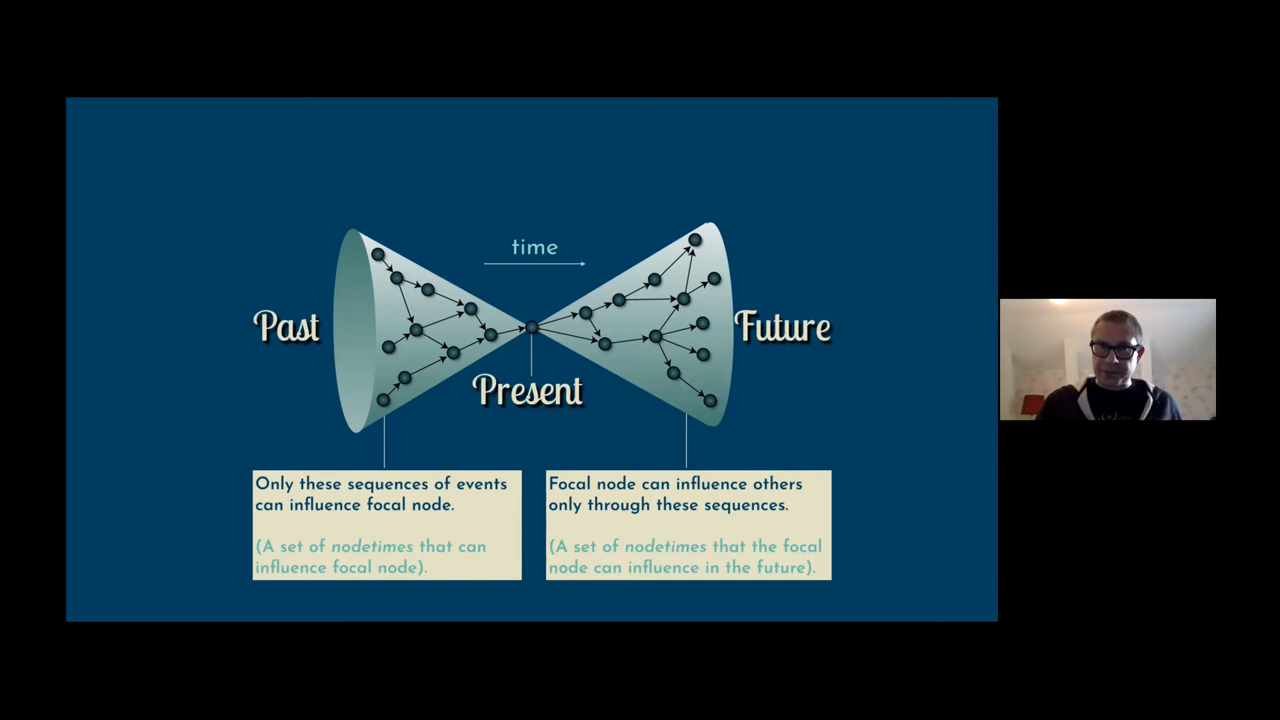 time
Past
Future
Present
Only these sequences of events
can influence focal node.
(A set of nodetimes that can
influence focal node).
Focal node can influence others
only through these sequences.
(A set of nodetimes that the focal
node can influence in the future).